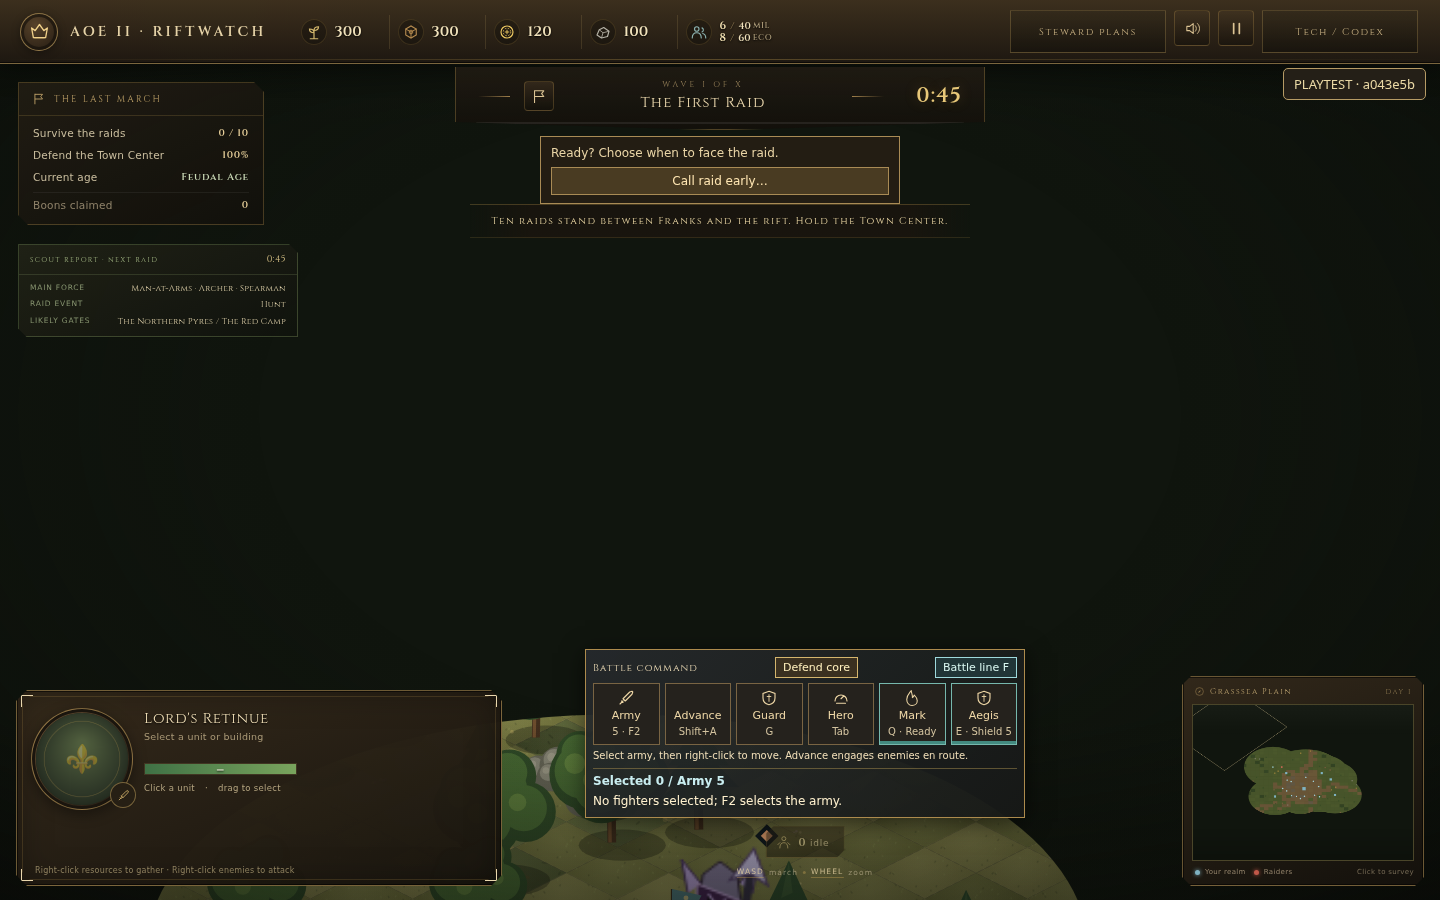 AOE II · RIFTWATCH
300
300
120
100
6 / 40 MIL
8 / 60 ECO
STEWARD PLANS
TECH / CODEX
THE LAST MARCH
Survive the raids 0 / 10
Defend the Town Center 100%
Current age FEUDAL AGE
Boons claimed 0
WAVE I OF X
THE FIRST RAID
0:45
PLAYTEST · a043e5b
Ready? Choose when to face the raid.
Call raid early...
TEN RAIDS STAND BETWEEN FRANKS AND THE RIFT. HOLD THE TOWN CENTER.
SCOUT REPORT · NEXT RAID 0:45
MAIN FORCE MAN-AT-ARMS · ARCHER · SPEARMAN
RAID EVENT HUNT
LIKELY GATES THE NORTHERN PYRES / THE RED CAMP
LORD'S RETINUE
Select a unit or building
Click a unit · drag to select
Right-click resources to gather · Right-click enemies to attack
BATTLE COMMAND
Defend core
Battle line F
Army
5 · F2
Advance
Shift+A
Guard
G
Hero
Tab
Mark
Q · Ready
Aegis
E · Shield 5
Select army, then right-click to move. Advance engages enemies en route.
Selected 0 / Army 5
No fighters selected; F2 selects the army.
0 idle
WASD march • WHEEL zoom
GRASSSEA PLAIN DAY 1
Your realm Raiders Click to survey